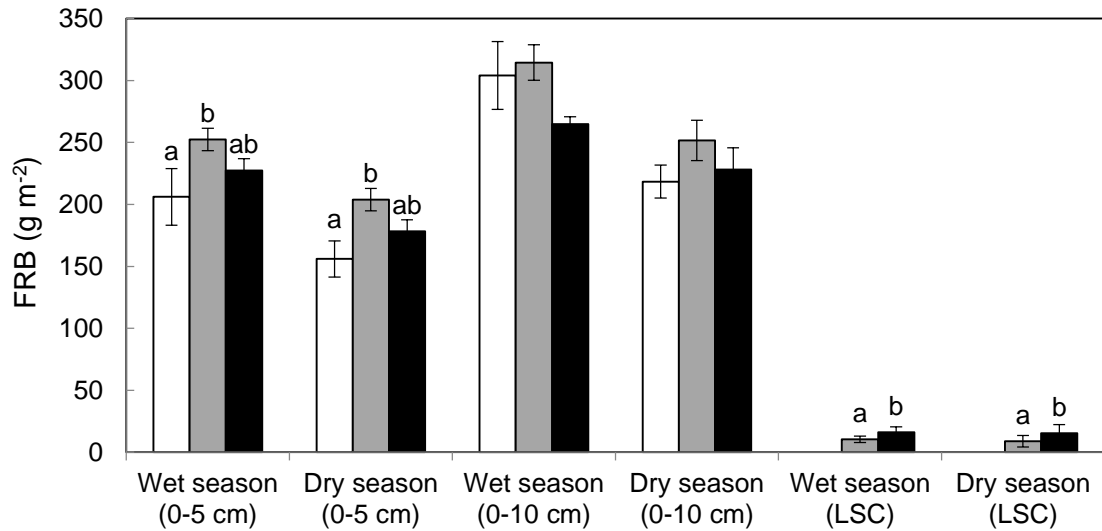 350
300
250
200
150
100
50
0
FRB (g m-2)
a b ab
a b ab
a b
a b
Wet season
(0-5 cm)
Dry season
(0-5 cm)
Wet season
(0-10 cm)
Dry season
(0-10 cm)
Wet season
(LSC)
Dry season
(LSC)